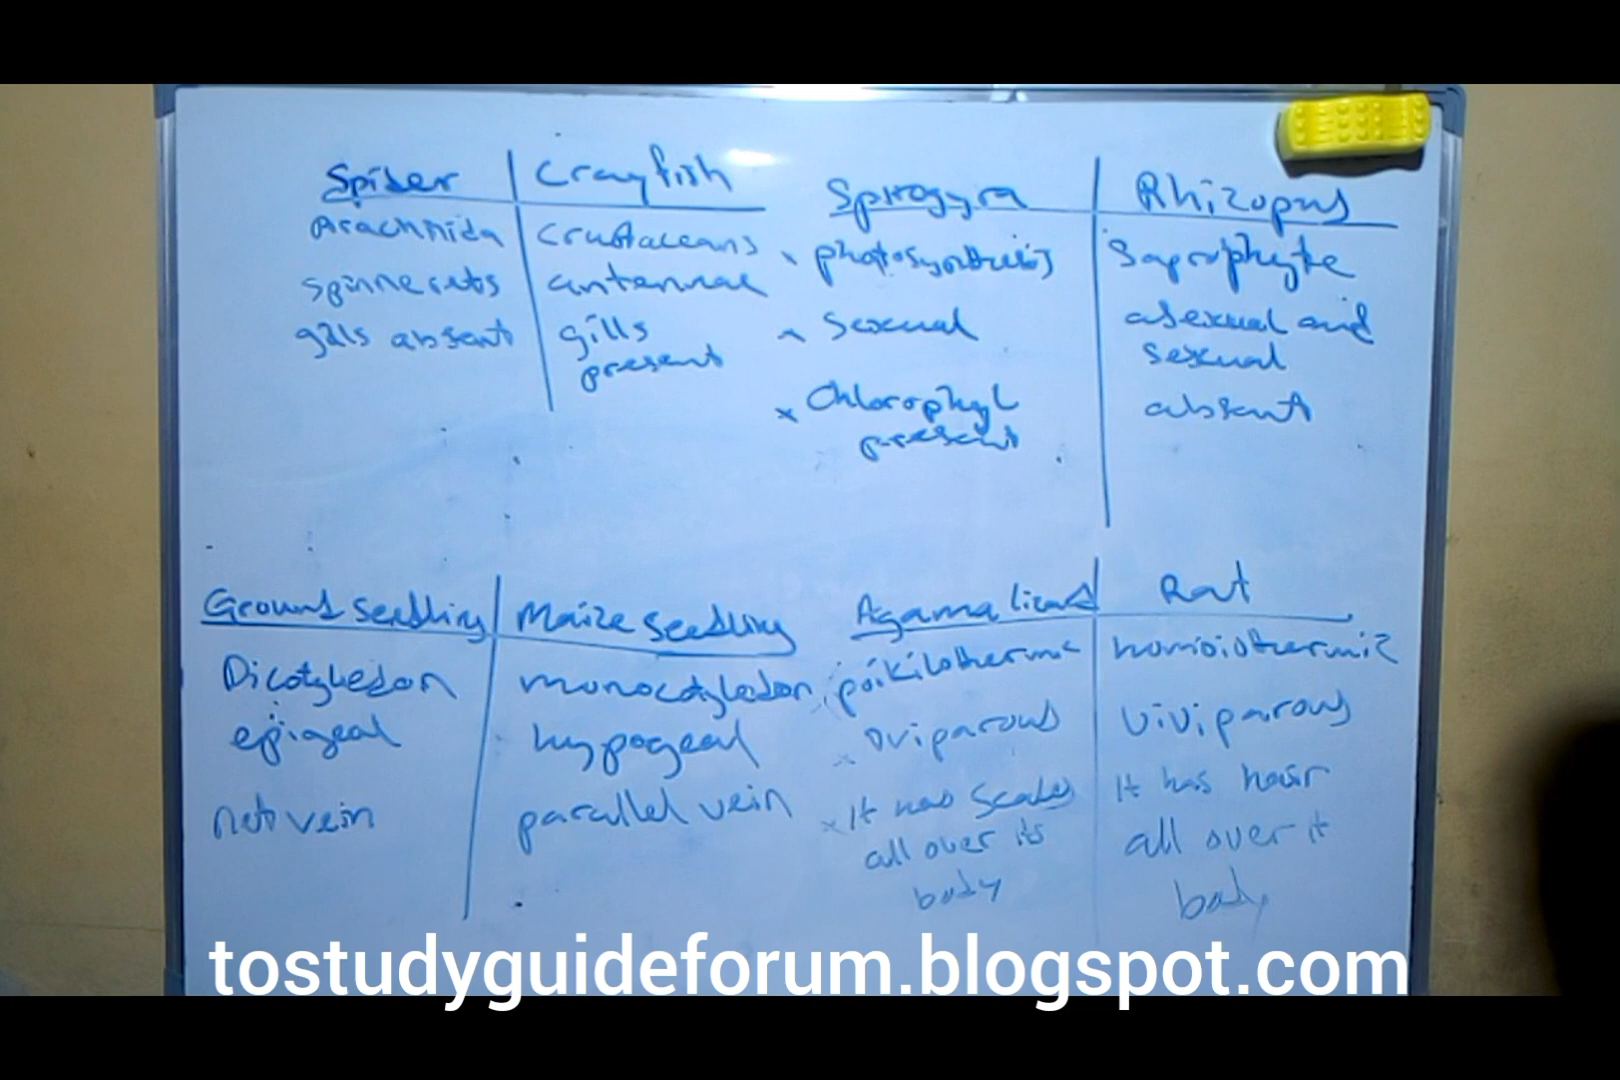 Spider
Arachnida
spinnerets
gills absent
Crayfish
Crustaceans
antennae
gills
present
Spirogyra
photosynthesis
x sexual
x Chlorophyl
present
Rhizopus
Saprophyte
asexual and
sexual
absent
Ground seedling
Dicotyledon
epigeal
net vein
Maize seedling
monocotyledon
hypogeal
parallel vein
Agama lizard
poikilothermic
x oviparous
x It has scales
all over its
body
Rat
homoiothermic
viviparous
It has hair
all over it
body
tostudyguideforum.blogspot.com